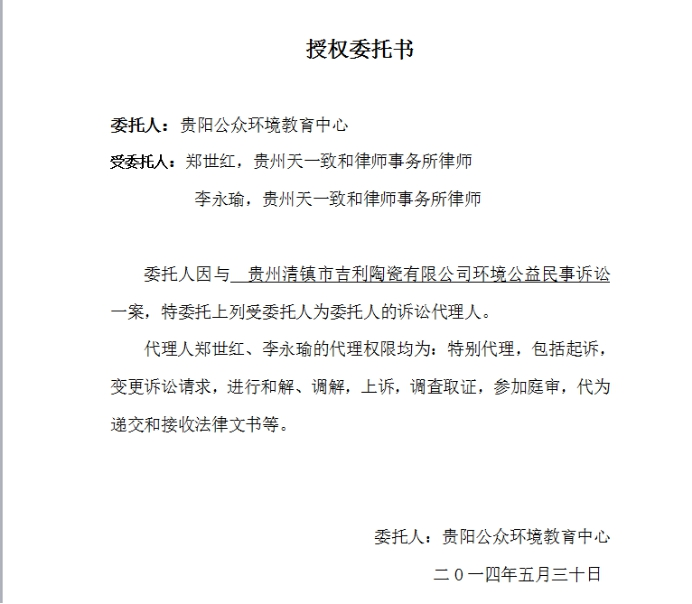 授权委托书
委托人：贵阳公众环境教育中心
受委托人：郑世红，贵州天一致和律师事务所律师
李永瑜，贵州天一致和律师事务所律师
委托人因与 贵州清镇市吉利陶瓷有限公司环境公益民事诉讼
一案，特委托上列受委托人为委托人的诉讼代理人。
代理人郑世红、李永瑜的代理权限均为：特别代理，包括起诉，
变更诉讼请求，进行和解、调解，上诉，调查取证，参加庭审，代为
递交和接收法律文书等。
委托人：贵阳公众环境教育中心
二0一四年五月三十日